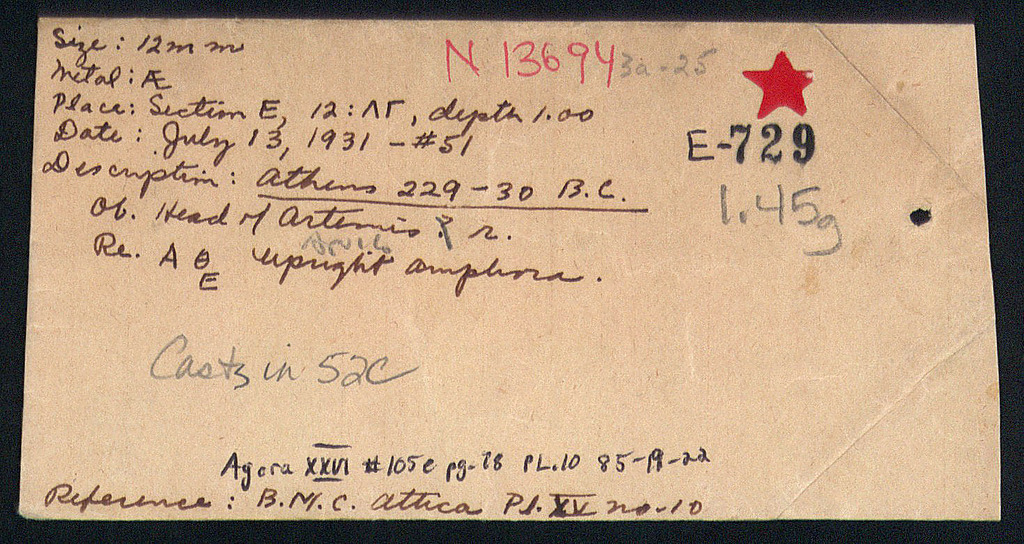 Size: 12mm
N 13694 3a-25
Metal: Æ
Place: Section E, 12:ΛΓ, depth 1.00
Date: July 13, 1931 - #51
E-729
Description: Athens 229-30 B.C.
1.45g
Ob. Head of Artemis ? r.
Re. A Θ E upright amphora.
Casts in 52C
Agora XXVI #105e pg-78 PL.10 85-19-22
Reference: B.M.C. Attica Pl. XV no-10